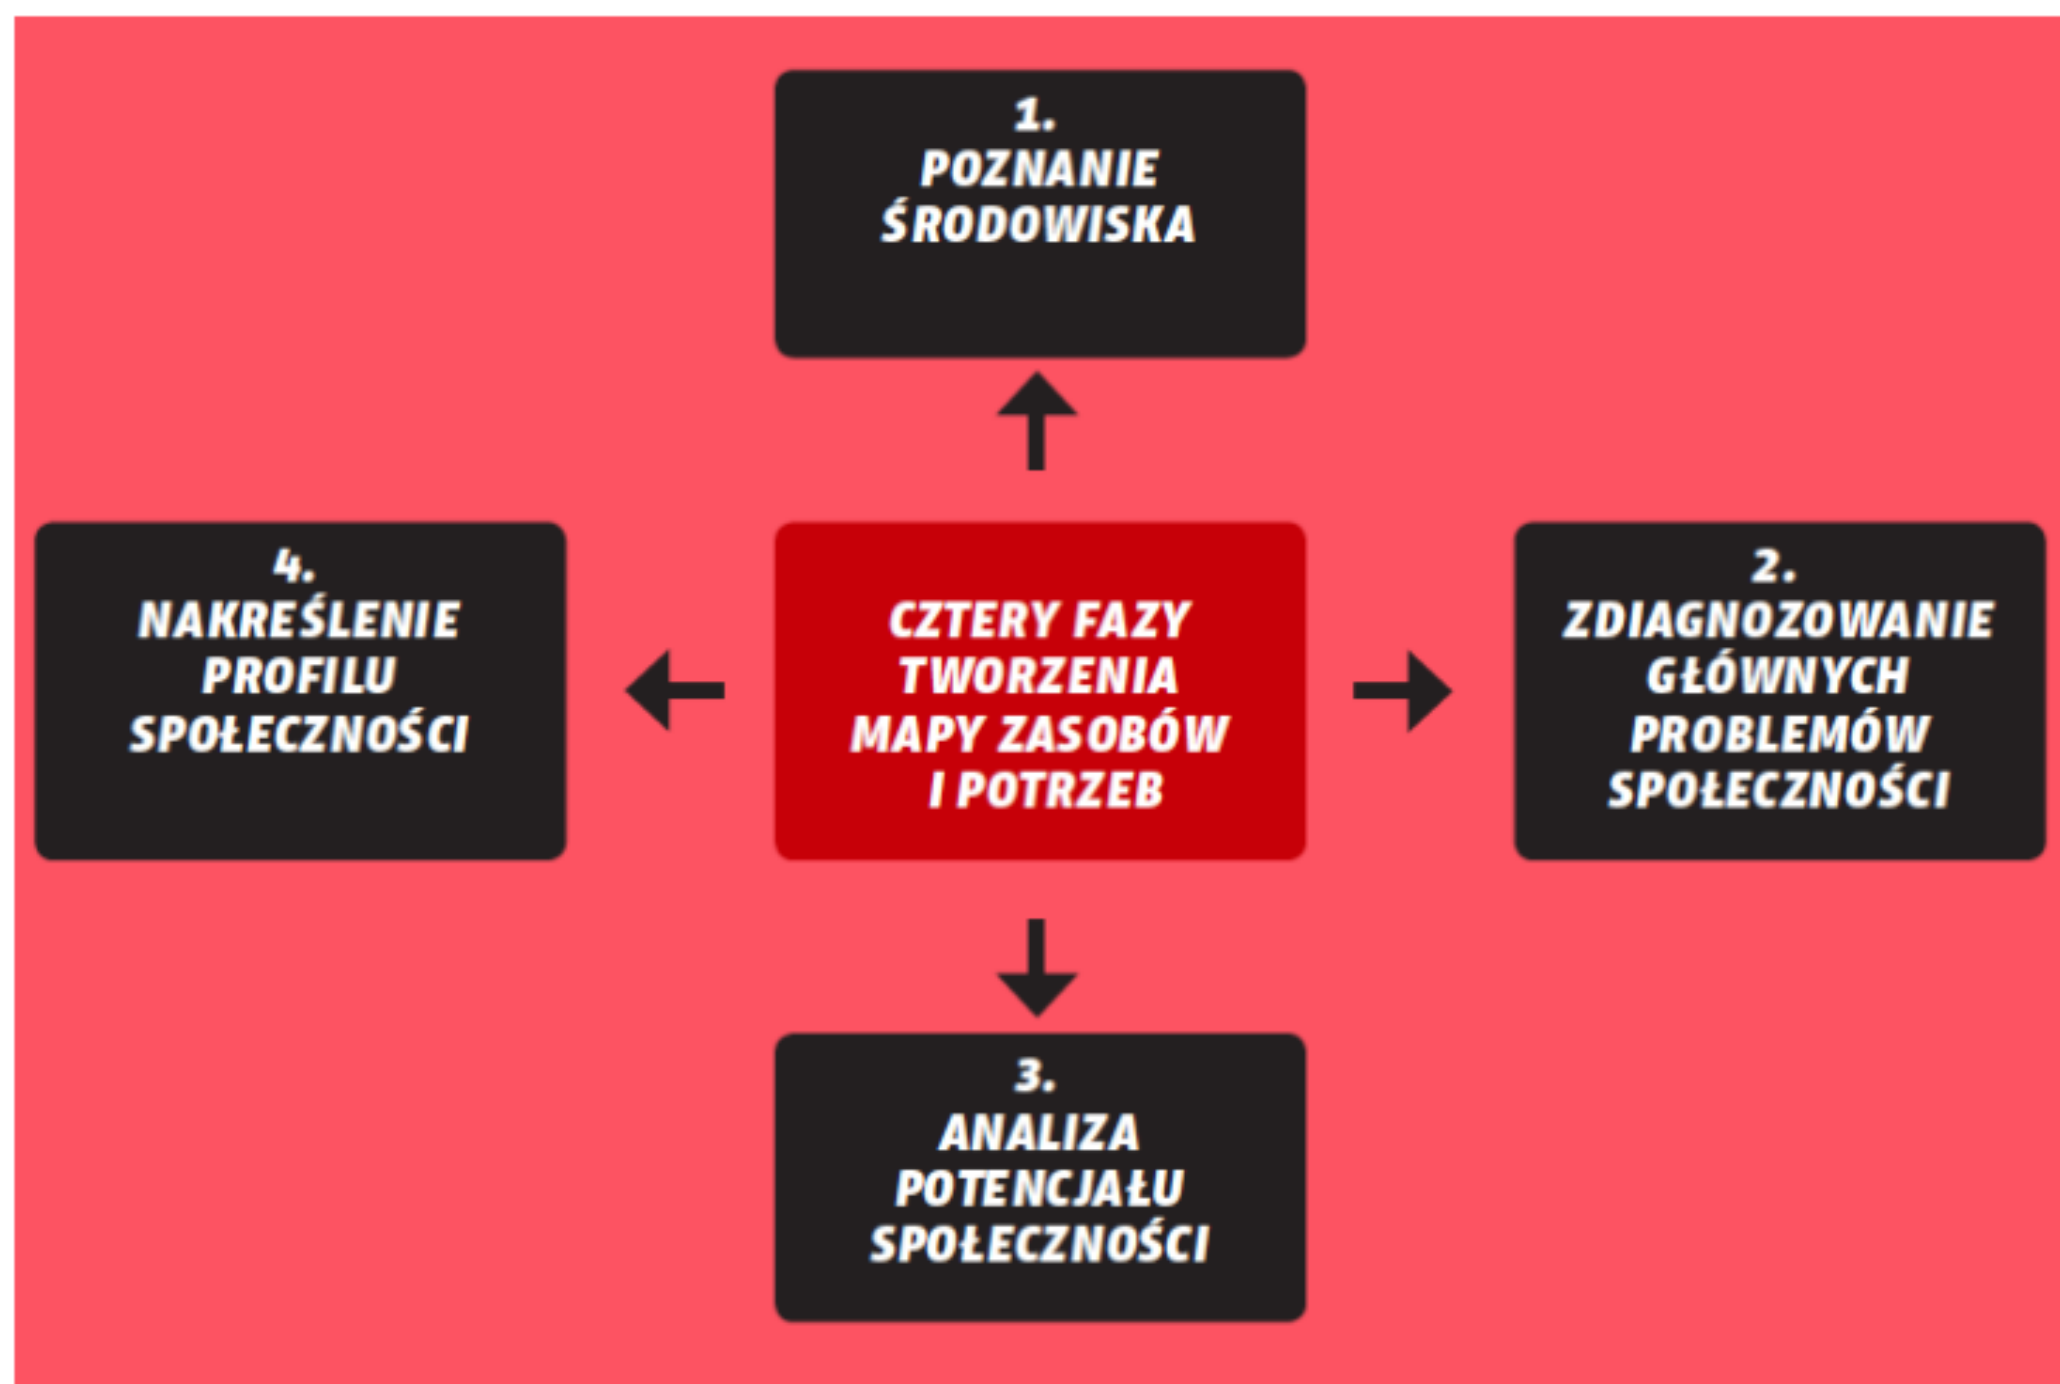 1.
POZNANIE
ŚRODOWISKA
4.
NAKREŚLENIE
PROFILU
SPOŁECZNOŚCI
CZTERY FAZY
TWORZENIA
MAPY ZASOBÓW
I POTRZEB
2.
ZDIAGNOZOWANIE
GŁÓWNYCH
PROBLEMÓW
SPOŁECZNOŚCI
3.
ANALIZA
POTENCJAŁU
SPOŁECZNOŚCI